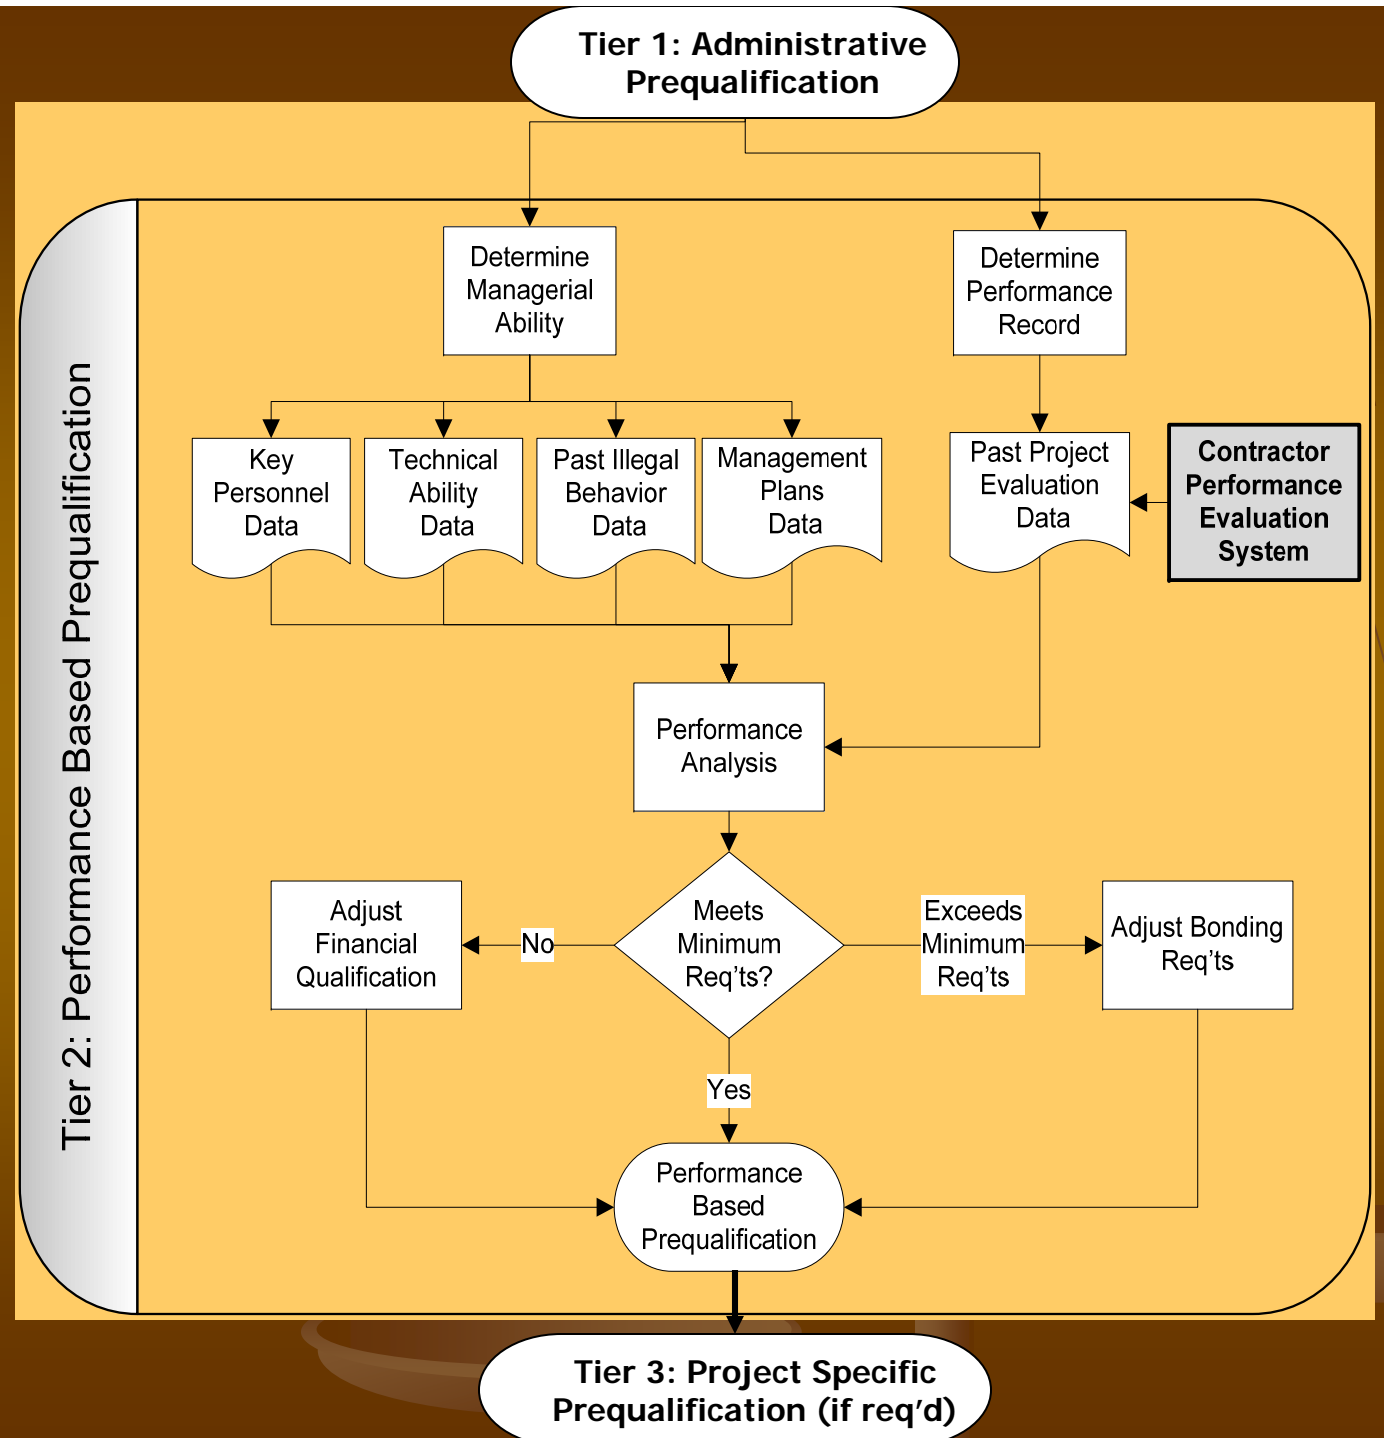 Tier 1: Administrative
Prequalification
Tier 2: Performance Based Prequalification
Determine
Managerial
Ability
Determine
Performance
Record
Key
Personnel
Data
Technical
Ability
Data
Past Illegal
Behavior
Data
Management
Plans
Data
Past Project
Evaluation
Data
Contractor
Performance
Evaluation
System
Performance
Analysis
Adjust
Financial
Qualification
No
Meets
Minimum
Req'ts?
Exceeds
Minimum
Req'ts
Adjust Bonding
Req'ts
Yes
Performance
Based
Prequalification
Tier 3: Project Specific
Prequalification (if req'd)